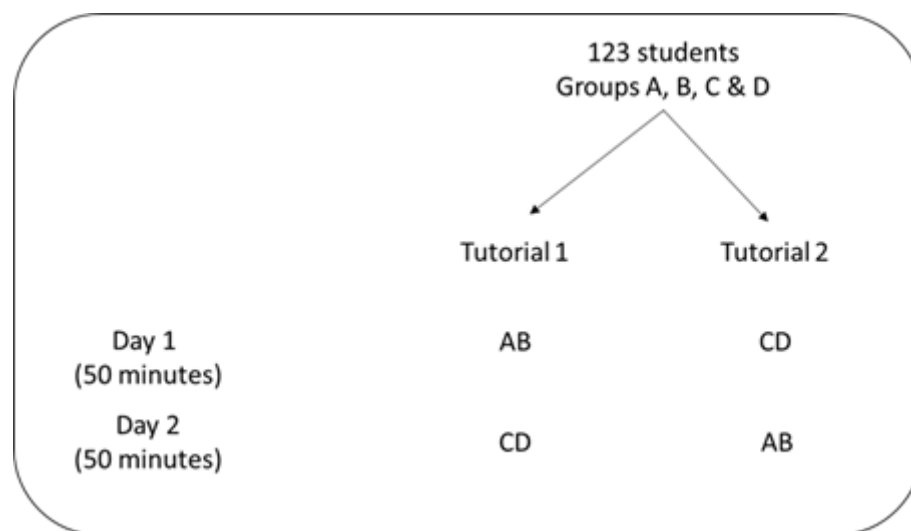 123 students
Groups A, B, C & D
Tutorial 1 Tutorial 2
Day 1
(50 minutes)
AB CD
Day 2
(50 minutes)
CD AB